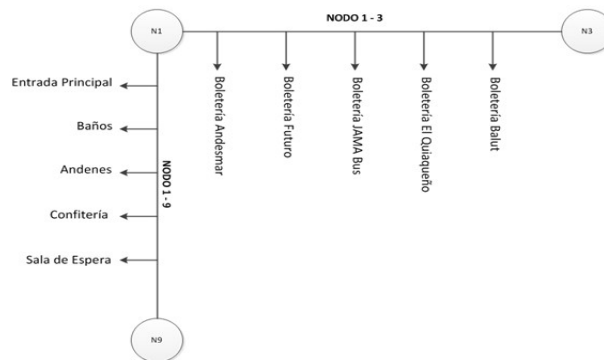 NODO 1 - 3
N1
N3
Entrada Principal
Baños
Andenes
Confitería
Sala de Espera
NODO 1 - 9
Boletería Andesmar
Boletería Futuro
Boletería JAMA Bus
Boletería El Quiaqueño
Boletería Balut
N9